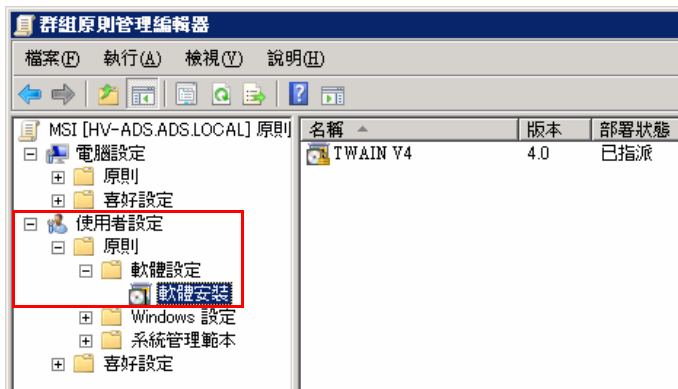 群組原則管理編輯器
檔案(F) 執行(A) 檢視(V) 說明(H)
MSI [HV-ADS.ADS.LOCAL] 原則
電腦設定
原則
喜好設定
使用者設定
原則
軟體設定
軟體安裝
Windows 設定
系統管理範本
喜好設定
名稱 版本 部署狀態
TWAIN V4 4.0 已指派